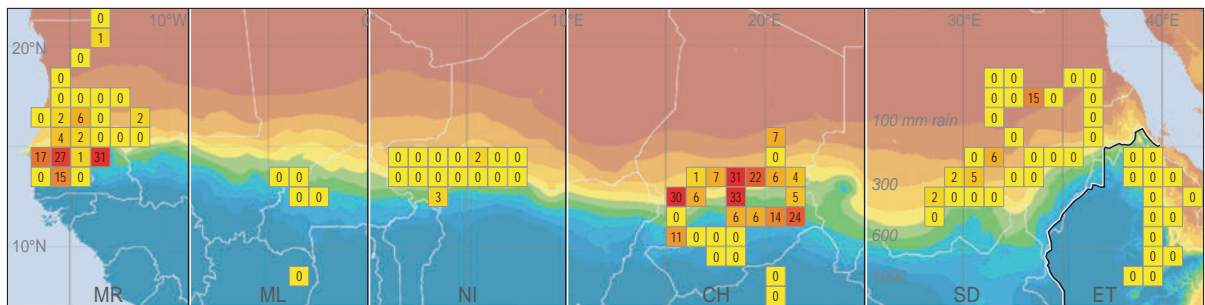 0 10°W 0° 10°E 20°E 30°E 40°E
1
20°N
0
0 0 0 0 0
0 0 0 0 0 0 15 0 0
0 2 6 0 2 100 mm rain 0 0
4 2 0 0 0 7 0 0
17 27 1 31 0 0 0 0 2 0 0 0 0 6 0 0 0 0 0
0 15 0 0 0 0 0 0 0 0 0 0 1 7 31 22 6 4 300 2 5 0 0 0 0
0 0 3 30 6 33 5 2 0 0 0 0 0 0
0 6 6 14 24 0 0 0
11 0 0 0 600 0
10°N
0 0 0 0
0 0 1000 0 0
MR ML NI CH 0 SD ET